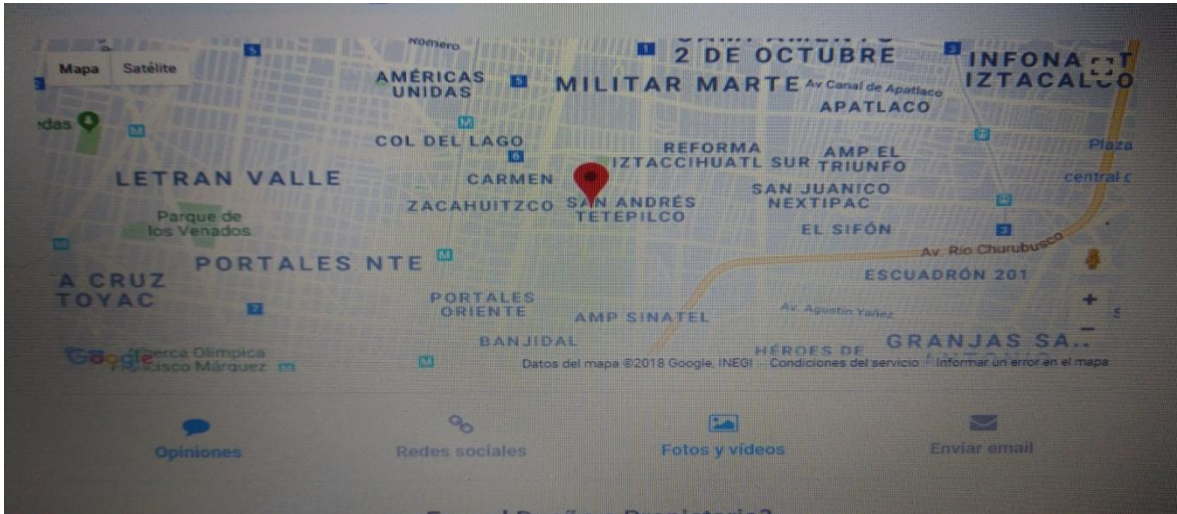 Romero
2 DE OCTUBRE
INFONA
IZTACALCO
Mapa Satélite
AMÉRICAS
UNIDAS
MILITAR MARTE
Av Canal de Apatlaco
APATLACO
COL DEL LAGO
REFORMA
IZTACCIHUATL SUR
AMP EL
TRIUNFO
Plaza
central
LETRAN VALLE
CARMEN
ZACAHUITZCO
SAN ANDRÉS
TETEPILCO
SAN JUANICO
NEXTIPAC
Parque de
los Venados
EL SIFÓN
Av. Río Churubusco
PORTALES NTE
A CRUZ
TOYAC
ESCUADRÓN 201
PORTALES
ORIENTE
AMP SINATEL
Av. Agustín Yañez
BANJIDAL
HÉROES DE
GRANJAS SA..
Google
Olímpica
Márquez
Datos del mapa ©2018 Google, INEGI
Condiciones del servicio
Informar un error en el mapa
Opiniones
Redes sociales
Fotos y vídeos
Enviar email